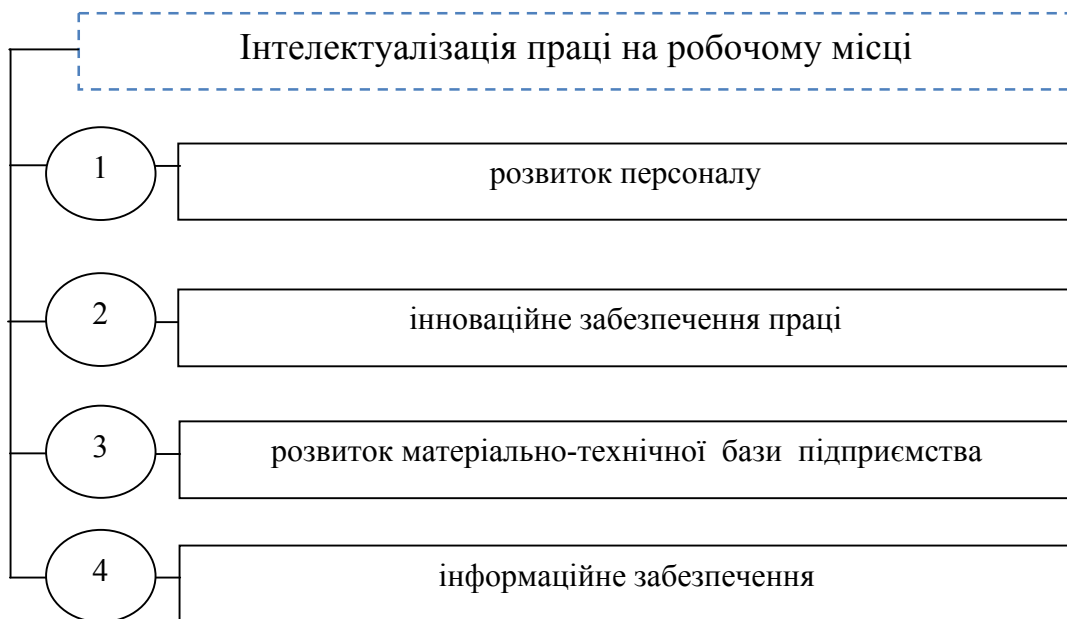 Інтелектуалізація праці на робочому місці
1
розвиток персоналу
2
інноваційне забезпечення праці
3
розвиток матеріально-технічної бази підприємства
4
інформаційне забезпечення